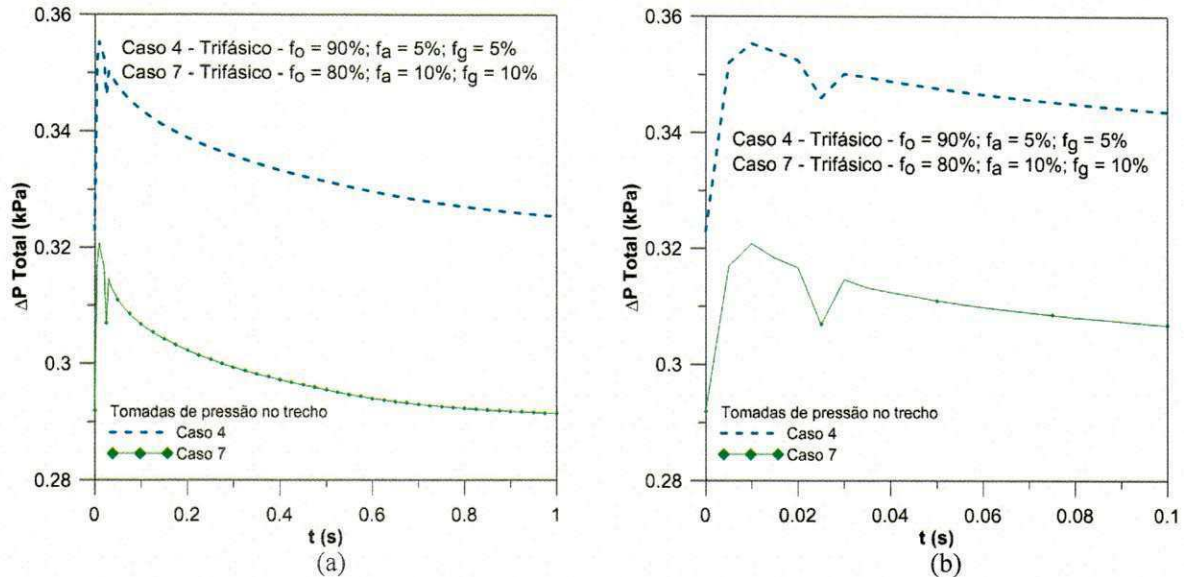 0.36
0.34
0.32
0.3
0.28
ΔP Total (kPa)
Caso 4 - Trifásico - fo = 90%; fa = 5%; fg = 5%
Caso 7 - Trifásico - fo = 80%; fa = 10%; fg = 10%
Tomadas de pressão no trecho
Caso 4
Caso 7
0 0.2 0.4 0.6 0.8 1
t (s)
(a)
0.36
0.34
0.32
0.3
0.28
ΔP Total (kPa)
Caso 4 - Trifásico - fo = 90%; fa = 5%; fg = 5%
Caso 7 - Trifásico - fo = 80%; fa = 10%; fg = 10%
Tomadas de pressão no trecho
Caso 4
Caso 7
0 0.02 0.04 0.06 0.08 0.1
t (s)
(b)